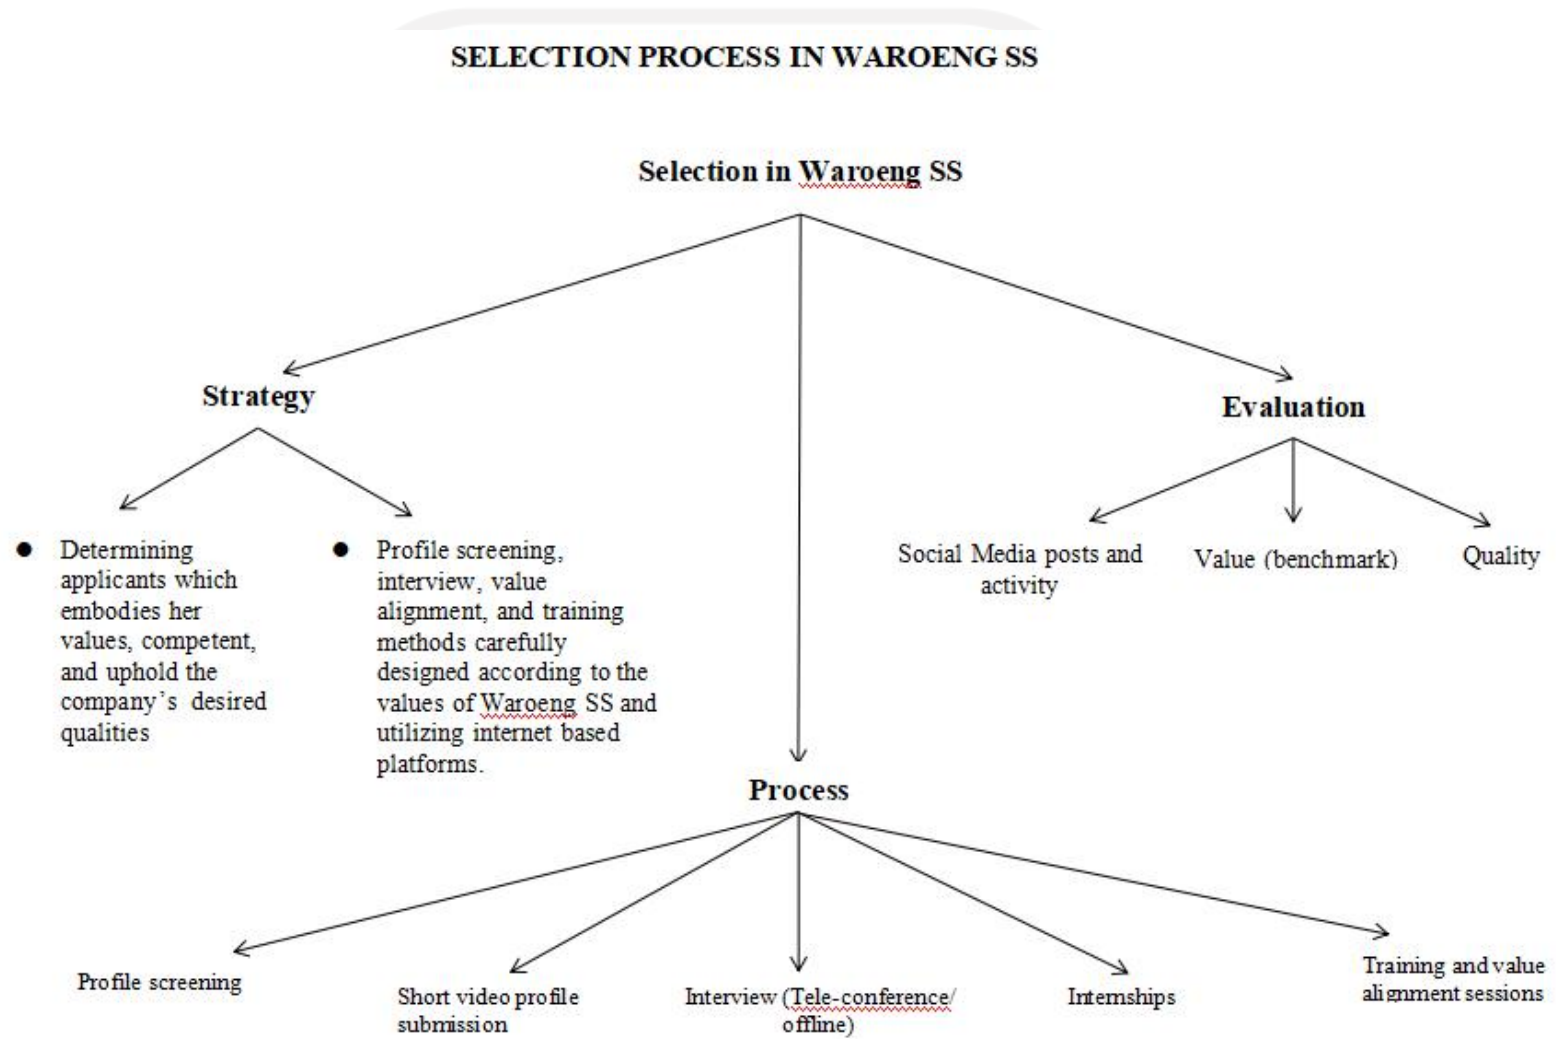 SELECTION PROCESS IN WAROENG SS
Selection in Waroeng SS
Strategy
Determining
applicants which
embodies her
values, competent,
and uphold the
company’s desired
qualities
Profile screening,
interview, value
alignment, and training
methods carefully
designed according to the
values of Waroeng SS and
utilizing internet based
platforms.
Evaluation
Social Media posts and
activity
Value (benchmark)
Quality
Process
Profile screening
Short video profile
submission
Interview (Tele-conference/
offline)
Internships
Training and value
alignment sessions